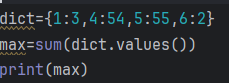 dict={1:3,4:54,5:55,6:2}
max=sum(dict.values())
print(max)